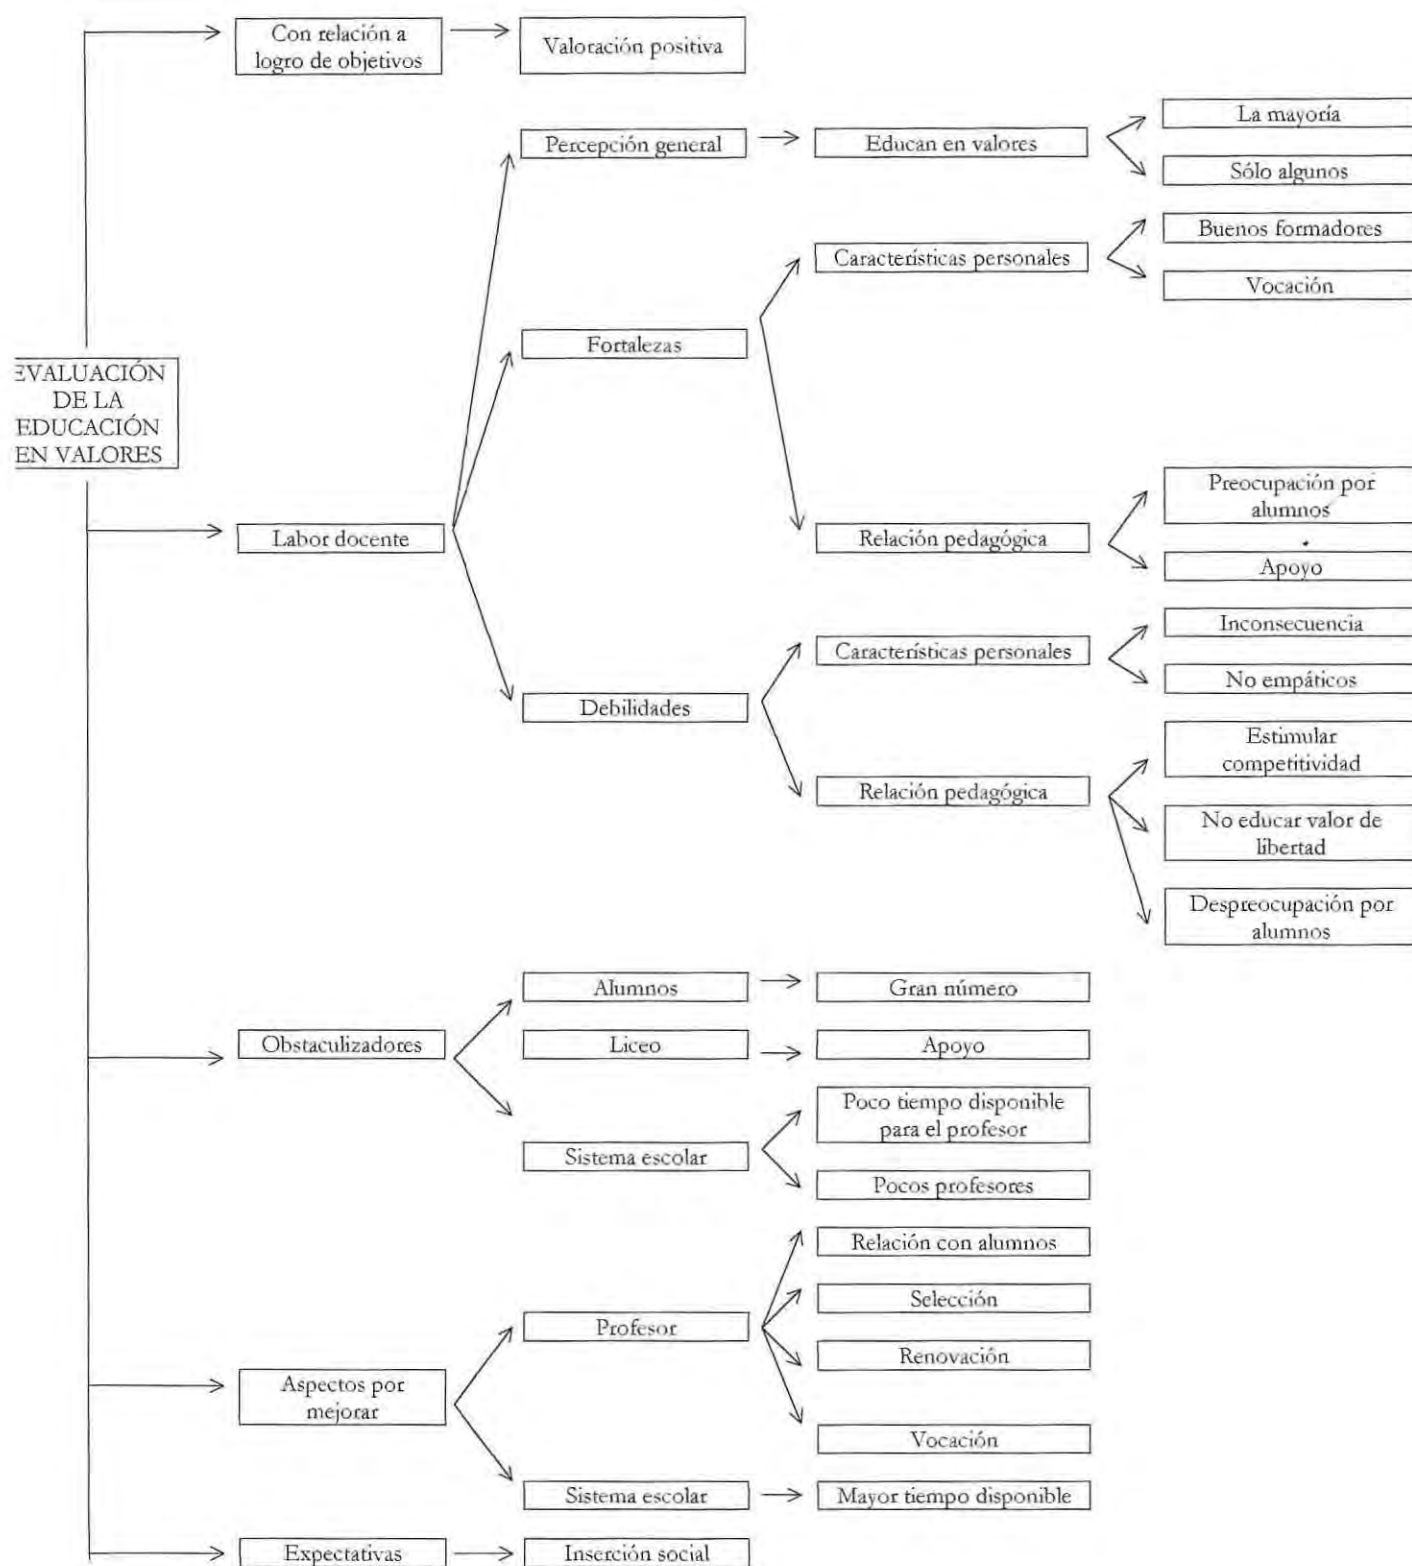 Con relación a
logro de objetivos
Valoración positiva
Percepción general
Educan en valores
La mayoría
Sólo algunos
Fortalezas
Características personales
Buenos formadores
Vocación
EVALUACIÓN
DE LA
EDUCACIÓN
EN VALORES
Labor docente
Relación pedagógica
Preocupación por
alumnos
Apoyo
Debilidades
Características personales
Inconsecuencia
No empáticos
Relación pedagógica
Estimular
competitividad
No educar valor de
libertad
Despreocupación por
alumnos
Obstaculizadores
Alumnos
Gran número
Liceo
Apoyo
Sistema escolar
Poco tiempo disponible
para el profesor
Pocos profesores
Aspectos por
mejorar
Profesor
Relación con alumnos
Selección
Renovación
Vocación
Sistema escolar
Mayor tiempo disponible
Expectativas
Inserción social